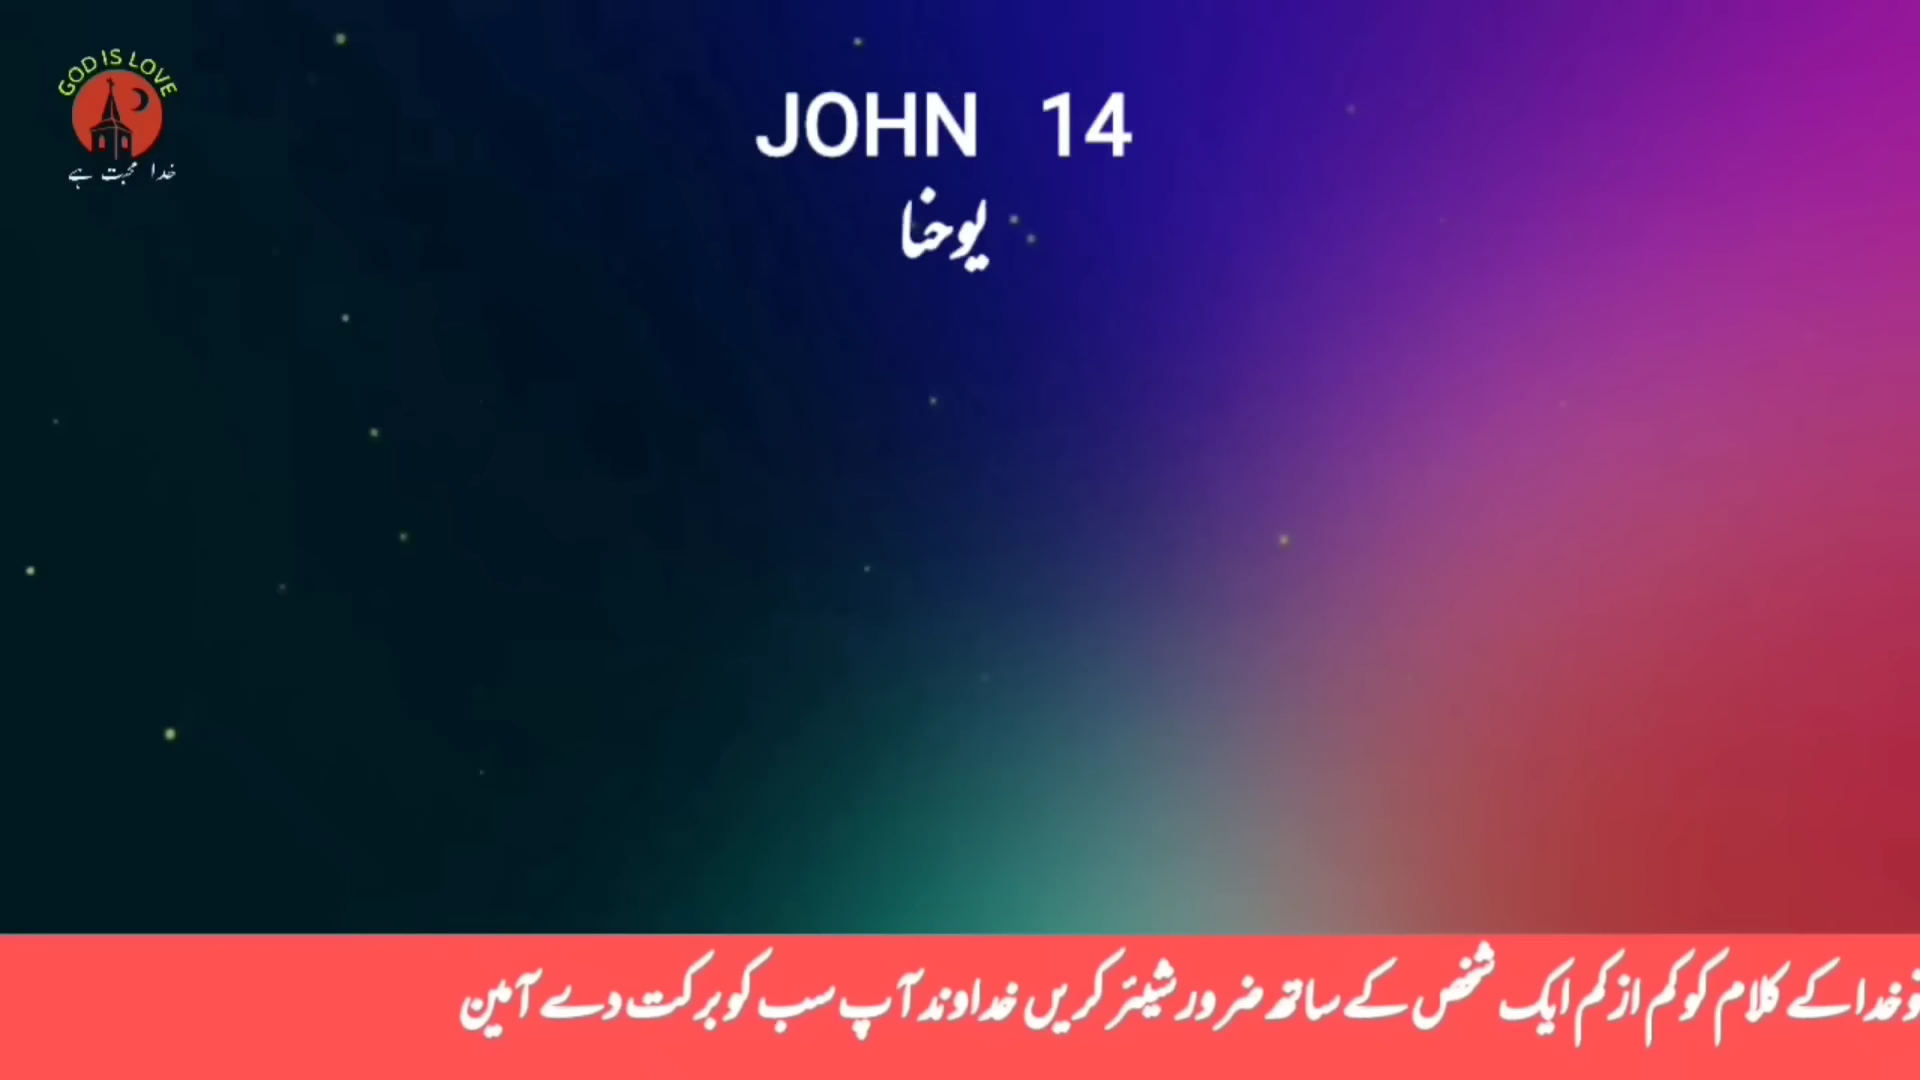 GOD IS LOVE
خدا محبت ہے
JOHN 14
یوحنا
خدا کے کلام کو کم از کم ایک شخص کے ساتھ ضرور شیئر کریں خداوند آپ سب کو برکت دے آمین